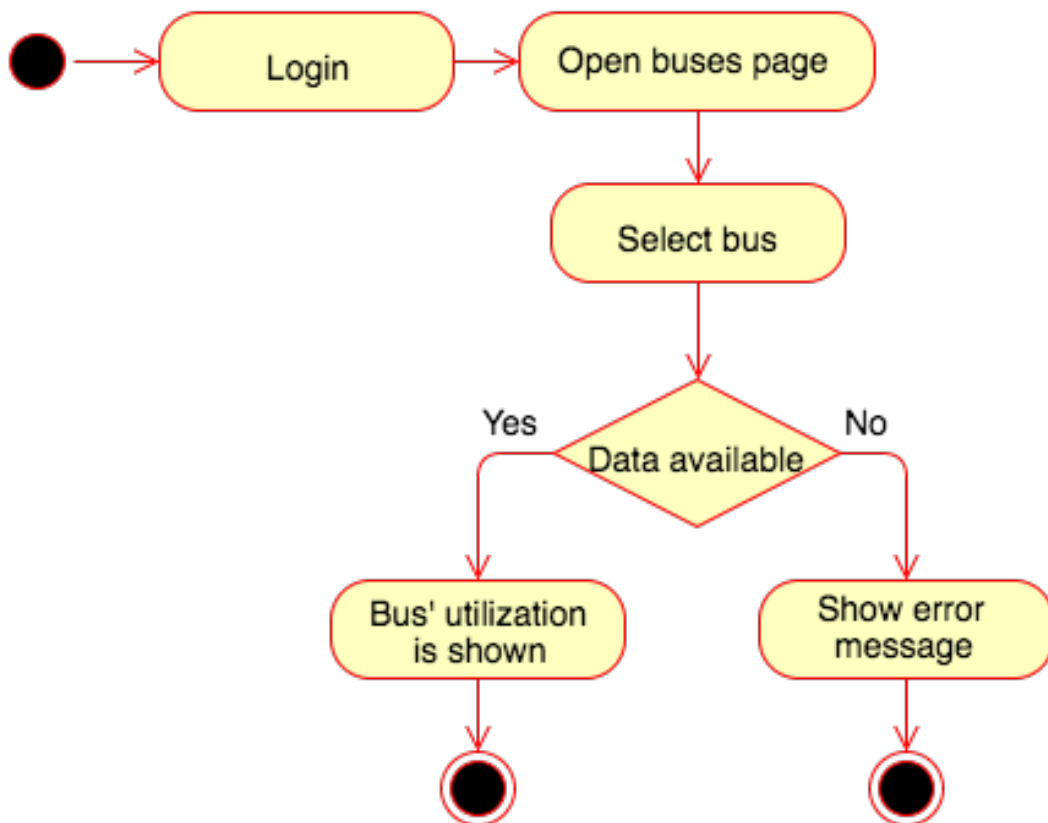 Login
Open buses page
Select bus
Yes
No
Data available
Bus' utilization
is shown
Show error
message